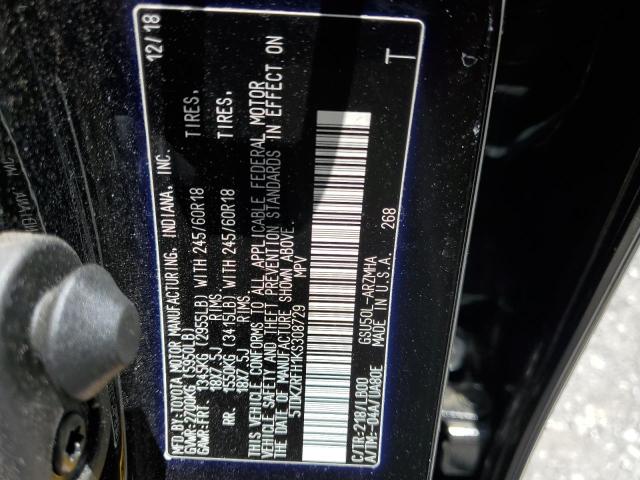 MFD. BY: TOYOTA MOTOR MANUFACTURING, INDIANA, INC. 12/18
GVWR: 2700KG (5950LB)
GAWR: FRT. 1345KG (2955LB) WITH 245/60R18 TIRES,
18X7.5J RIMS
RR. 1550KG (3415LB) WITH 245/60R18 TIRES,
18X7.5J RIMS
THIS VEHICLE CONFORMS TO ALL APPLICABLE FEDERAL MOTOR
VEHICLE SAFETY AND THEFT PREVENTION STANDARDS IN EFFECT ON
THE DATE OF MANUFACTURE SHOWN ABOVE.
MPV
C/TR: 218/LB00 GSU50L-ARZMHA T
A/TM: -04A/UA80E MADE IN U.S.A. 268